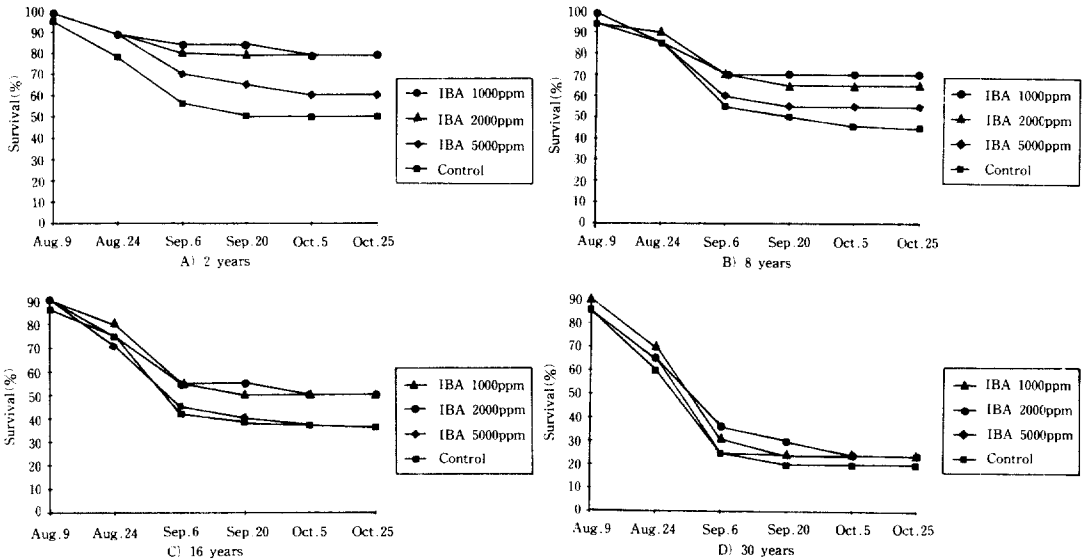 Survival(%)
100
90
80
70
60
50
40
30
20
10
0
Aug.9 Aug.24 Sep.6 Sep.20 Oct.5 Oct.25
A) 2 years
IBA 1000ppm
IBA 2000ppm
IBA 5000ppm
Control
Survival(%)
100
90
80
70
60
50
40
30
20
10
0
Aug.9 Aug.24 Sep.6 Sep.20 Oct.5 Oct.25
B) 8 years
IBA 1000ppm
IBA 2000ppm
IBA 5000ppm
Control
Survival(%)
90
80
70
60
50
40
30
20
10
0
Aug.9 Aug.24 Sep.6 Sep.20 Oct.5 Oct.25
C) 16 years
IBA 1000ppm
IBA 2000ppm
IBA 5000ppm
Control
Survival(%)
90
80
70
60
50
40
30
20
10
0
Aug.9 Aug.24 Sep.6 Sep.20 Oct.5 Oct.25
D) 30 years
IBA 1000ppm
IBA 2000ppm
IBA 5000ppm
Control